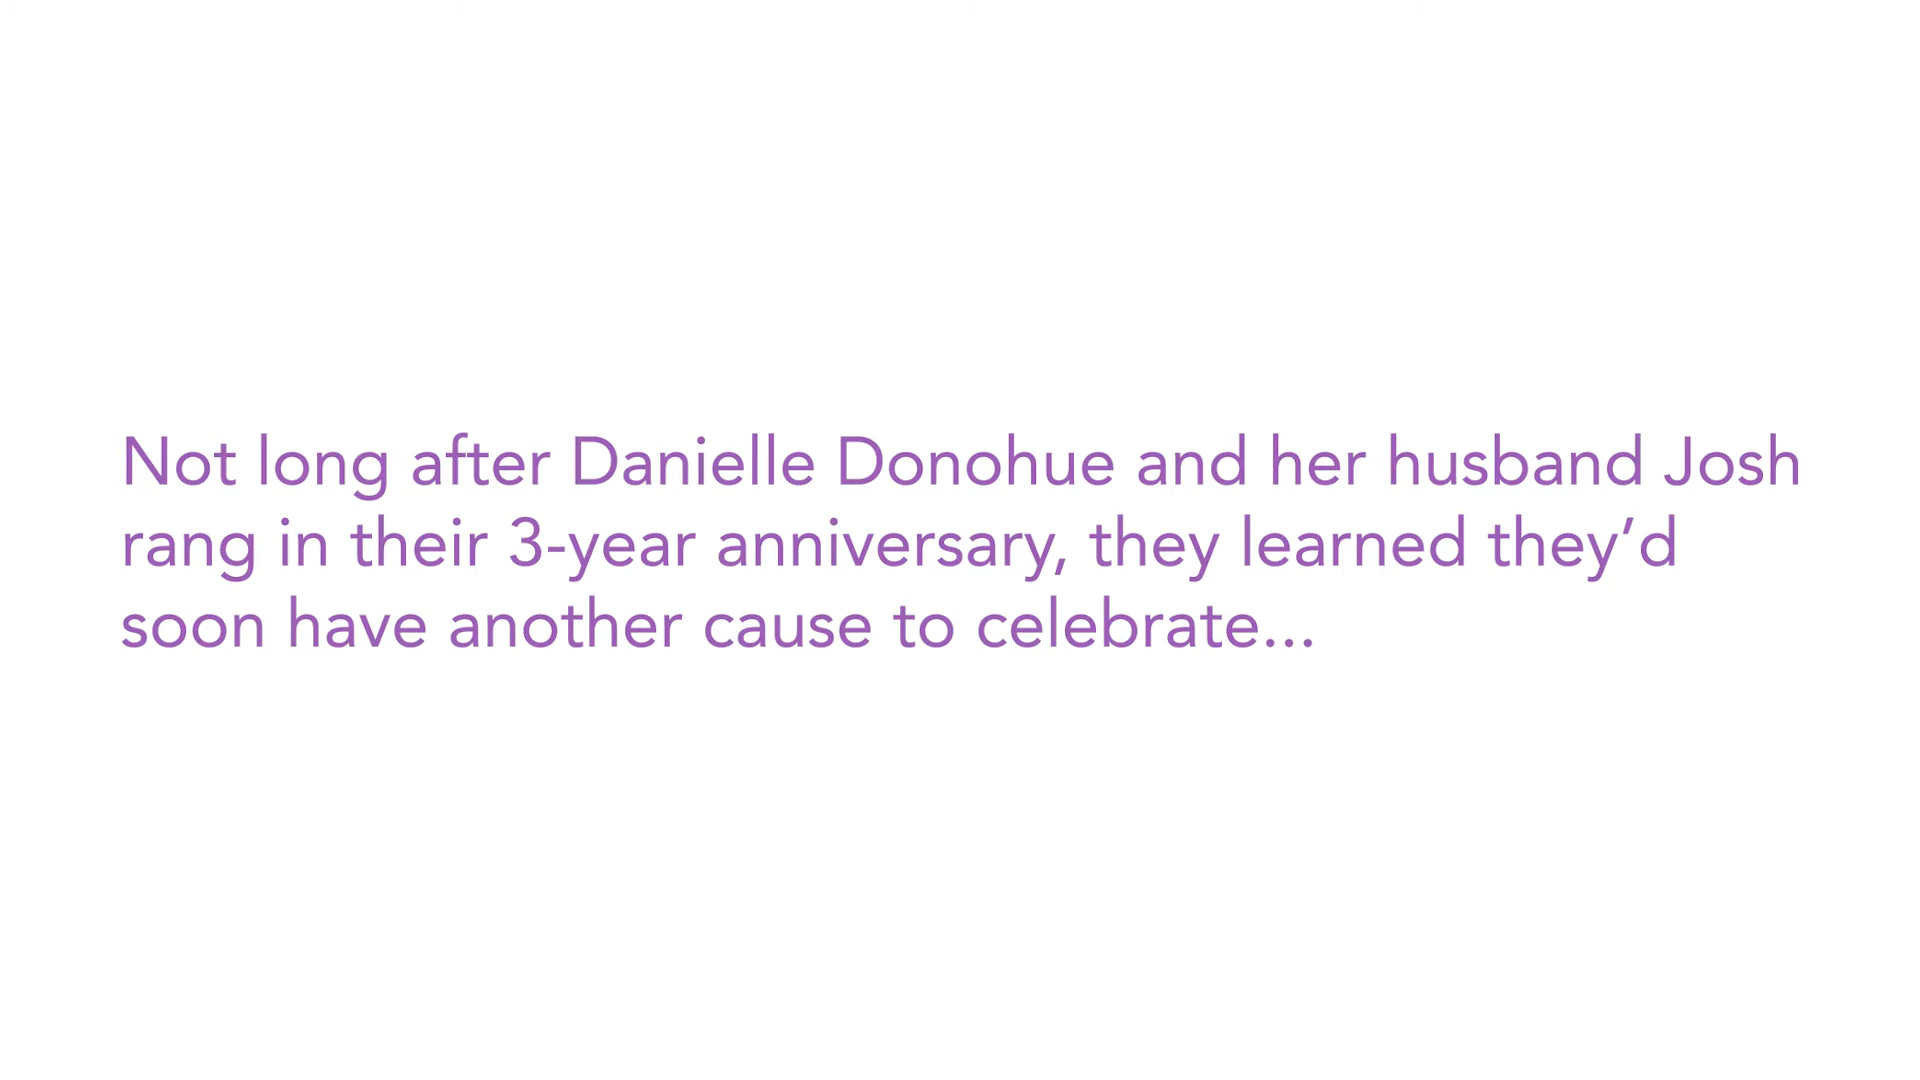 Not long after Danielle Donohue and her husband Josh
rang in their 3-year anniversary, they learned they’d
soon have another cause to celebrate...